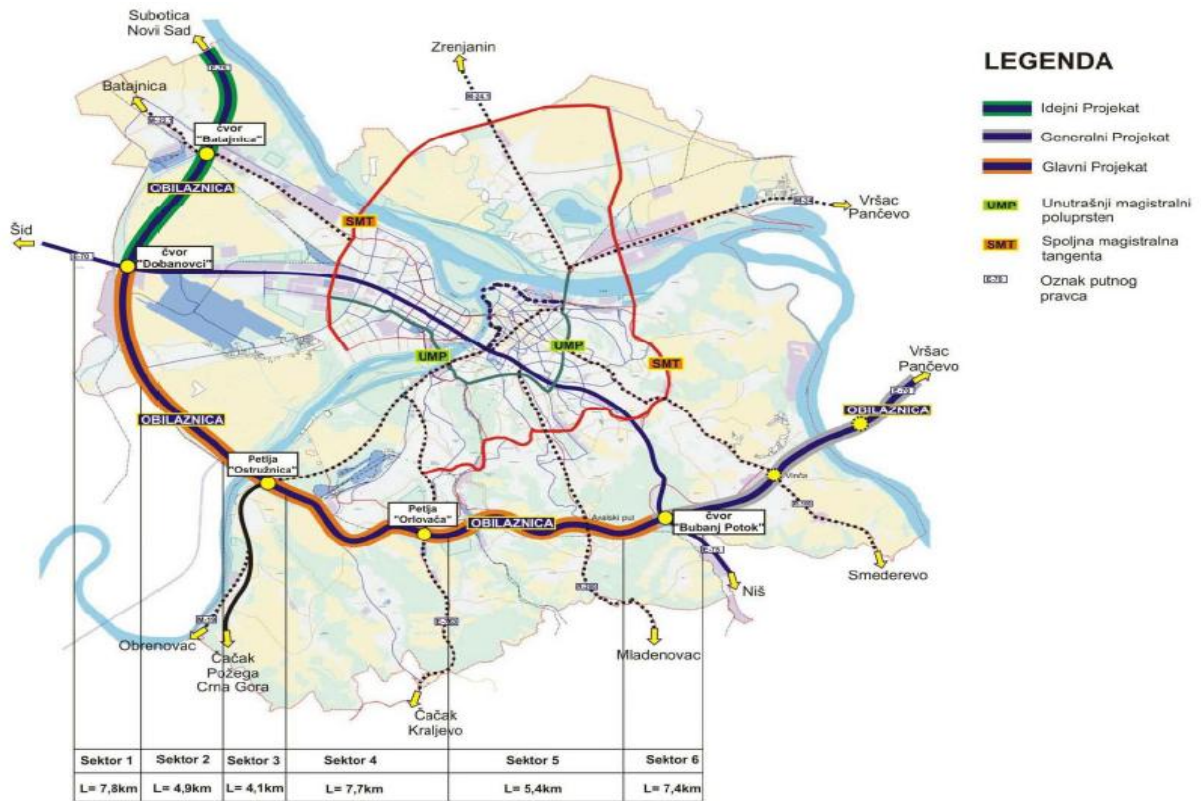 Subotica
Novi Sad
Zrenjanin
Batajnica
čvor
"Batajnica"
OBILAZNICA
Šid
čvor
"Dobanovci"
SMT
Vršac
Pančevo
UMP
UMP
SMT
Vršac
Pančevo
OBILAZNICA
OBILAZNICA
Petlja
"Ostružnica"
Petlja
"Orlovača"
OBILAZNICA
Avalski put
čvor
"Bubanj Potok"
Vinča
Smederevo
Niš
Mladenovac
Obrenovac
Čačak
Požega
Crna Gora
Čačak
Kraljevo
LEGENDA
Idejni Projekat
Generalni Projekat
Glavni Projekat
UMP
Unutrašnji magistralni
poluprsten
SMT
Spoljna magistralna
tangenta
Oznak putnog
pravca
Sektor 1
Sektor 2
Sektor 3
Sektor 4
Sektor 5
Sektor 6
L= 7,8km
L= 4,9km
L= 4,1km
L= 7,7km
L= 5,4km
L= 7,4km